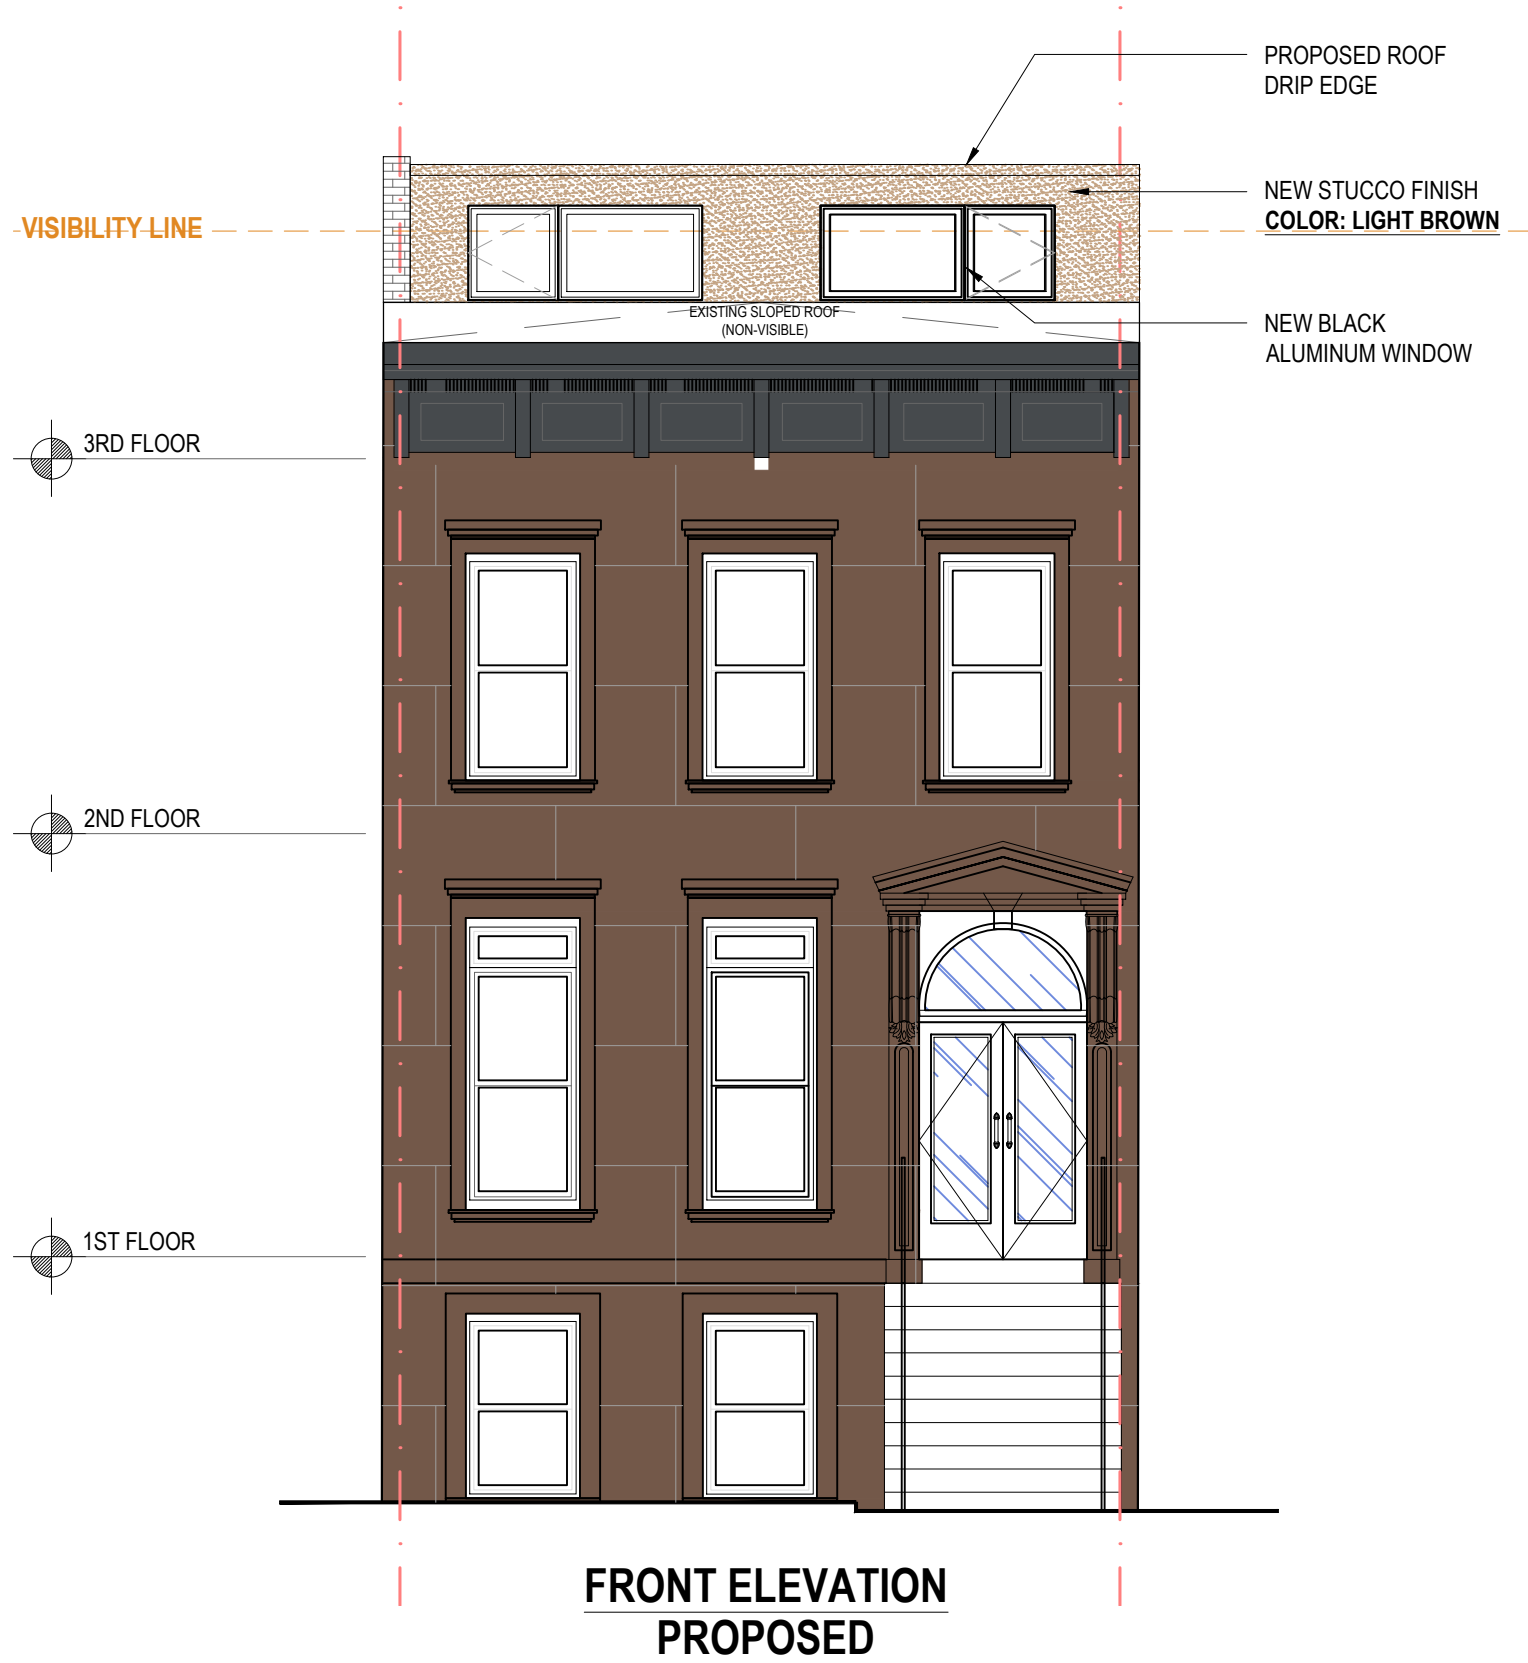 PROPOSED ROOF
DRIP EDGE
NEW STUCCO FINISH
COLOR: LIGHT BROWN
VISIBILITY LINE
EXISTING SLOPED ROOF
(NON-VISIBLE)
NEW BLACK
ALUMINUM WINDOW
3RD FLOOR
2ND FLOOR
1ST FLOOR
FRONT ELEVATION
PROPOSED